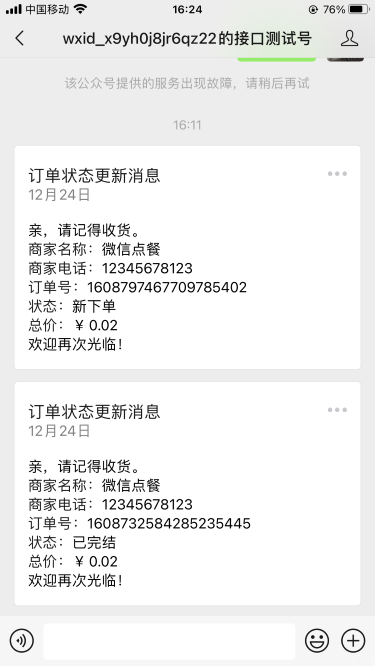 中国移动 16:24 76%
wxid_x9yh0j8jr6qz22的接口测试号
该公众号提供的服务出现故障，请稍后再试
16:11
订单状态更新消息
12月24日
亲，请记得收货。
商家名称：微信点餐
商家电话：12345678123
订单号：1608797467709785402
状态：新下单
总价：￥0.02
欢迎再次光临！
订单状态更新消息
12月24日
亲，请记得收货。
商家名称：微信点餐
商家电话：12345678123
订单号：1608732584285235445
状态：已完结
总价：￥0.02
欢迎再次光临！